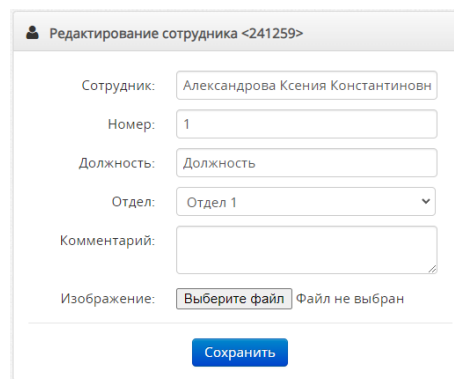 Редактирование сотрудника <241259>
Сотрудник: Александрова Ксения Константиновн
Номер: 1
Должность: Должность
Отдел: Отдел 1
Комментарий:
Изображение: Выберите файл Файл не выбран
Сохранить